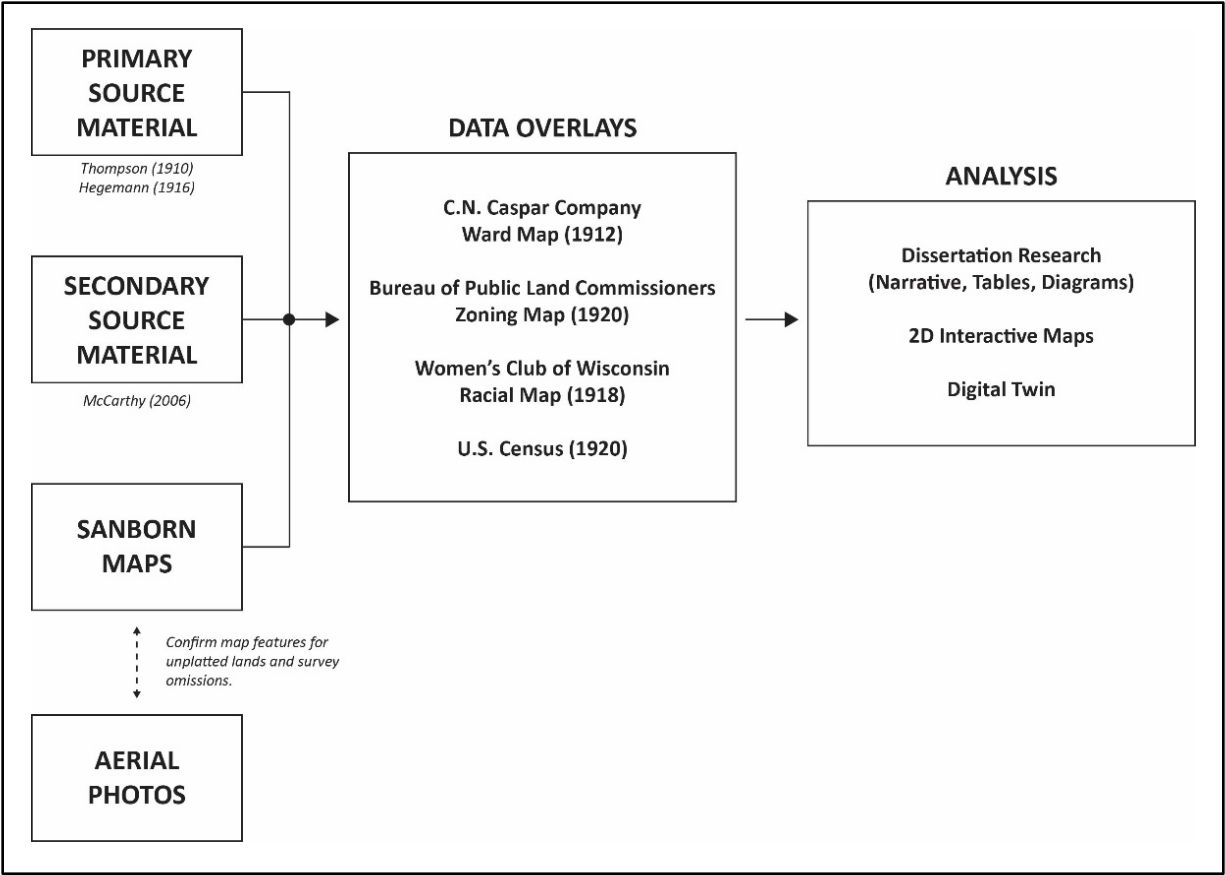 PRIMARY
SOURCE
MATERIAL
Thompson (1910)
Hegemann (1916)
SECONDARY
SOURCE
MATERIAL
McCarthy (2006)
SANBORN
MAPS
Confirm map features for
unplatted lands and survey
omissions.
AERIAL
PHOTOS
DATA OVERLAYS
C.N. Caspar Company
Ward Map (1912)
Bureau of Public Land Commissioners
Zoning Map (1920)
Women’s Club of Wisconsin
Racial Map (1918)
U.S. Census (1920)
ANALYSIS
Dissertation Research
(Narrative, Tables, Diagrams)
2D Interactive Maps
Digital Twin